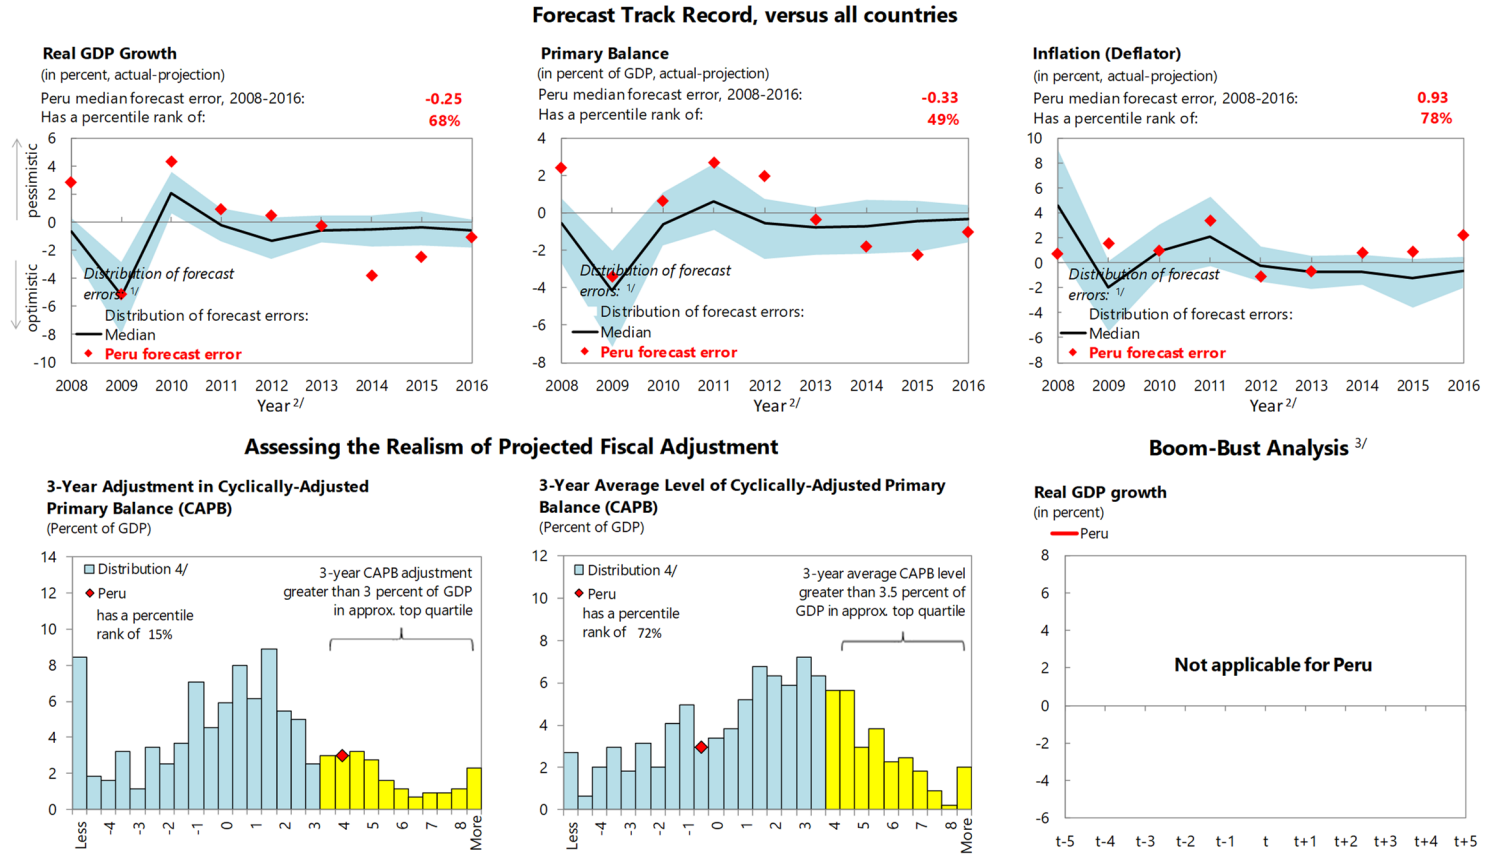 Forecast Track Record, versus all countries
Real GDP Growth
(in percent, actual-projection)
Peru median forecast error, 2008-2016: -0.25
Has a percentile rank of: 68%
pessimistic
optimistic
6
4
2
0
-2
-4
-6
-8
-10
Distribution of forecast
errors: 1/
Distribution of forecast errors:
Median
Peru forecast error
2008 2009 2010 2011 2012 2013 2014 2015 2016
Year 2/
Primary Balance
(in percent of GDP, actual-projection)
Peru median forecast error, 2008-2016: -0.33
Has a percentile rank of: 49%
4
2
0
-2
-4
-6
-8
Distribution of forecast
errors: 1/
Distribution of forecast errors:
Median
Peru forecast error
2008 2009 2010 2011 2012 2013 2014 2015 2016
Year 2/
Inflation (Deflator)
(in percent, actual-projection)
Peru median forecast error, 2008-2016: 0.93
Has a percentile rank of: 78%
10
8
6
4
2
0
-2
-4
-6
-8
Distribution of forecast
errors: 1/
Distribution of forecast errors:
Median
Peru forecast error
2008 2009 2010 2011 2012 2013 2014 2015 2016
Year 2/
Assessing the Realism of Projected Fiscal Adjustment
3-Year Adjustment in Cyclically-Adjusted
Primary Balance (CAPB)
(Percent of GDP)
14
12
10
8
6
4
2
0
Distribution 4/
Peru
has a percentile
rank of 15%
3-year CAPB adjustment
greater than 3 percent of GDP
in approx. top quartile
Less -4 -3 -2 -1 0 1 2 3 4 5 6 7 8 More
3-Year Average Level of Cyclically-Adjusted Primary
Balance (CAPB)
(Percent of GDP)
12
10
8
6
4
2
0
Distribution 4/
Peru
has a percentile
rank of 72%
3-year average CAPB level
greater than 3.5 percent of
GDP in approx. top quartile
Less -4 -3 -2 -1 0 1 2 3 4 5 6 7 8 More
Boom-Bust Analysis 3/
Real GDP growth
(in percent)
Peru
8
6
4
2
0
-2
-4
-6
Not applicable for Peru
t-5 t-4 t-3 t-2 t-1 t t+1 t+2 t+3 t+4 t+5